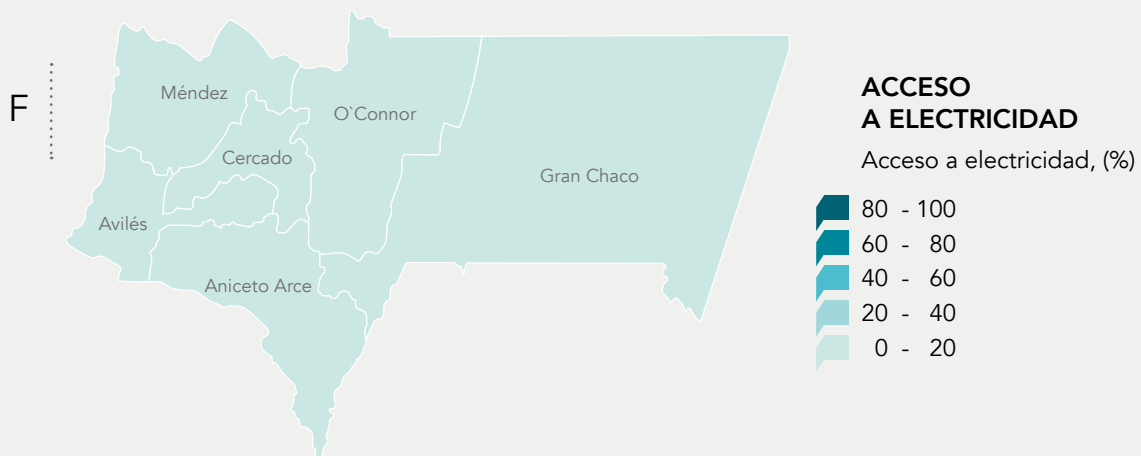 F
Méndez
O`Connor
Cercado
Gran Chaco
Avilés
Aniceto Arce
ACCESO
A ELECTRICIDAD
Acceso a electricidad, (%)
80 - 100
60 - 80
40 - 60
20 - 40
0 - 20